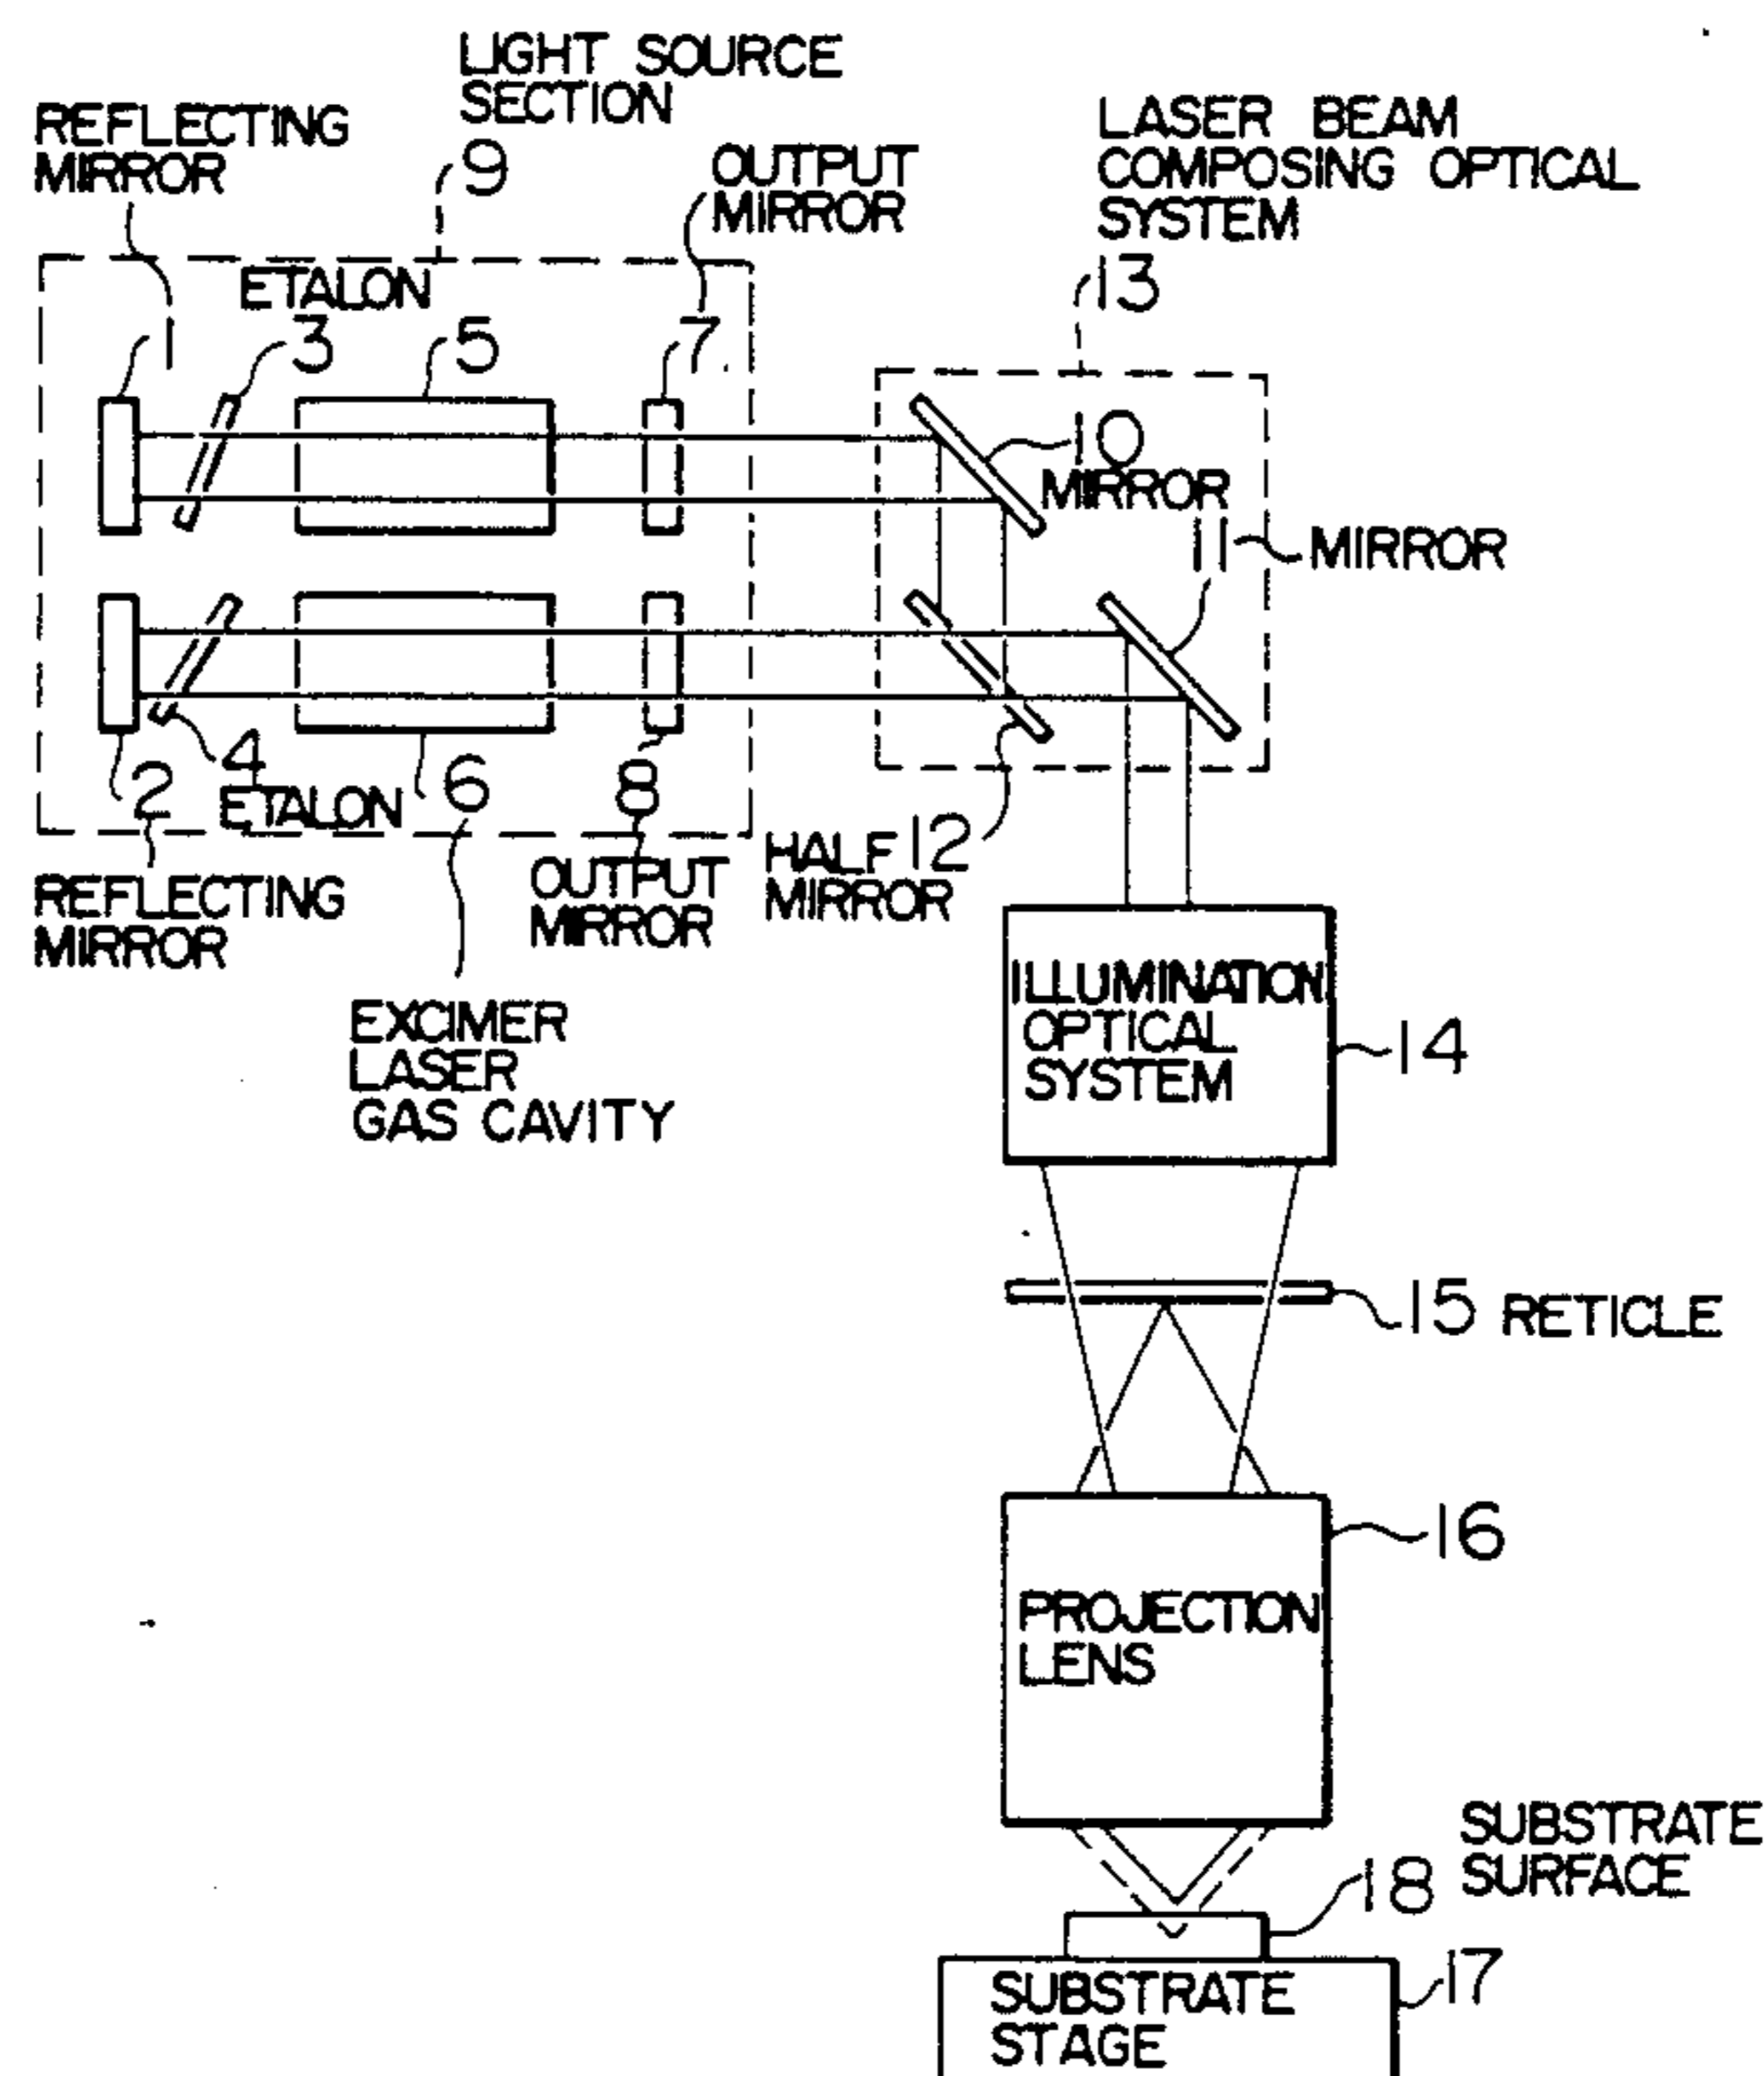 LIGHT SOURCE
SECTION
9
REFLECTING
MIRROR
1
ETALON
3
5
OUTPUT
MIRROR
7
LASER BEAM
COMPOSING OPTICAL
SYSTEM
13
10
MIRROR
11
MIRROR
2
REFLECTING
MIRROR
4
ETALON
6
EXCIMER
LASER
GAS CAVITY
8
OUTPUT
MIRROR
HALF 12
MIRROR
ILLUMINATION
OPTICAL
SYSTEM
14
15 RETICLE
16
PROJECTION
LENS
SUBSTRATE
18 SURFACE
17
SUBSTRATE
STAGE